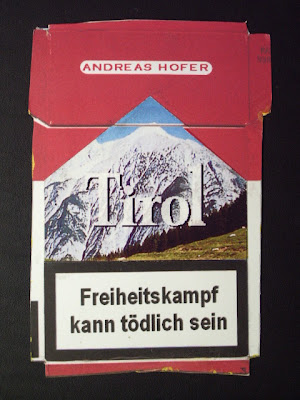 ANDREAS HOFER
Tirol
Freiheitskampf
kann tödlich sein